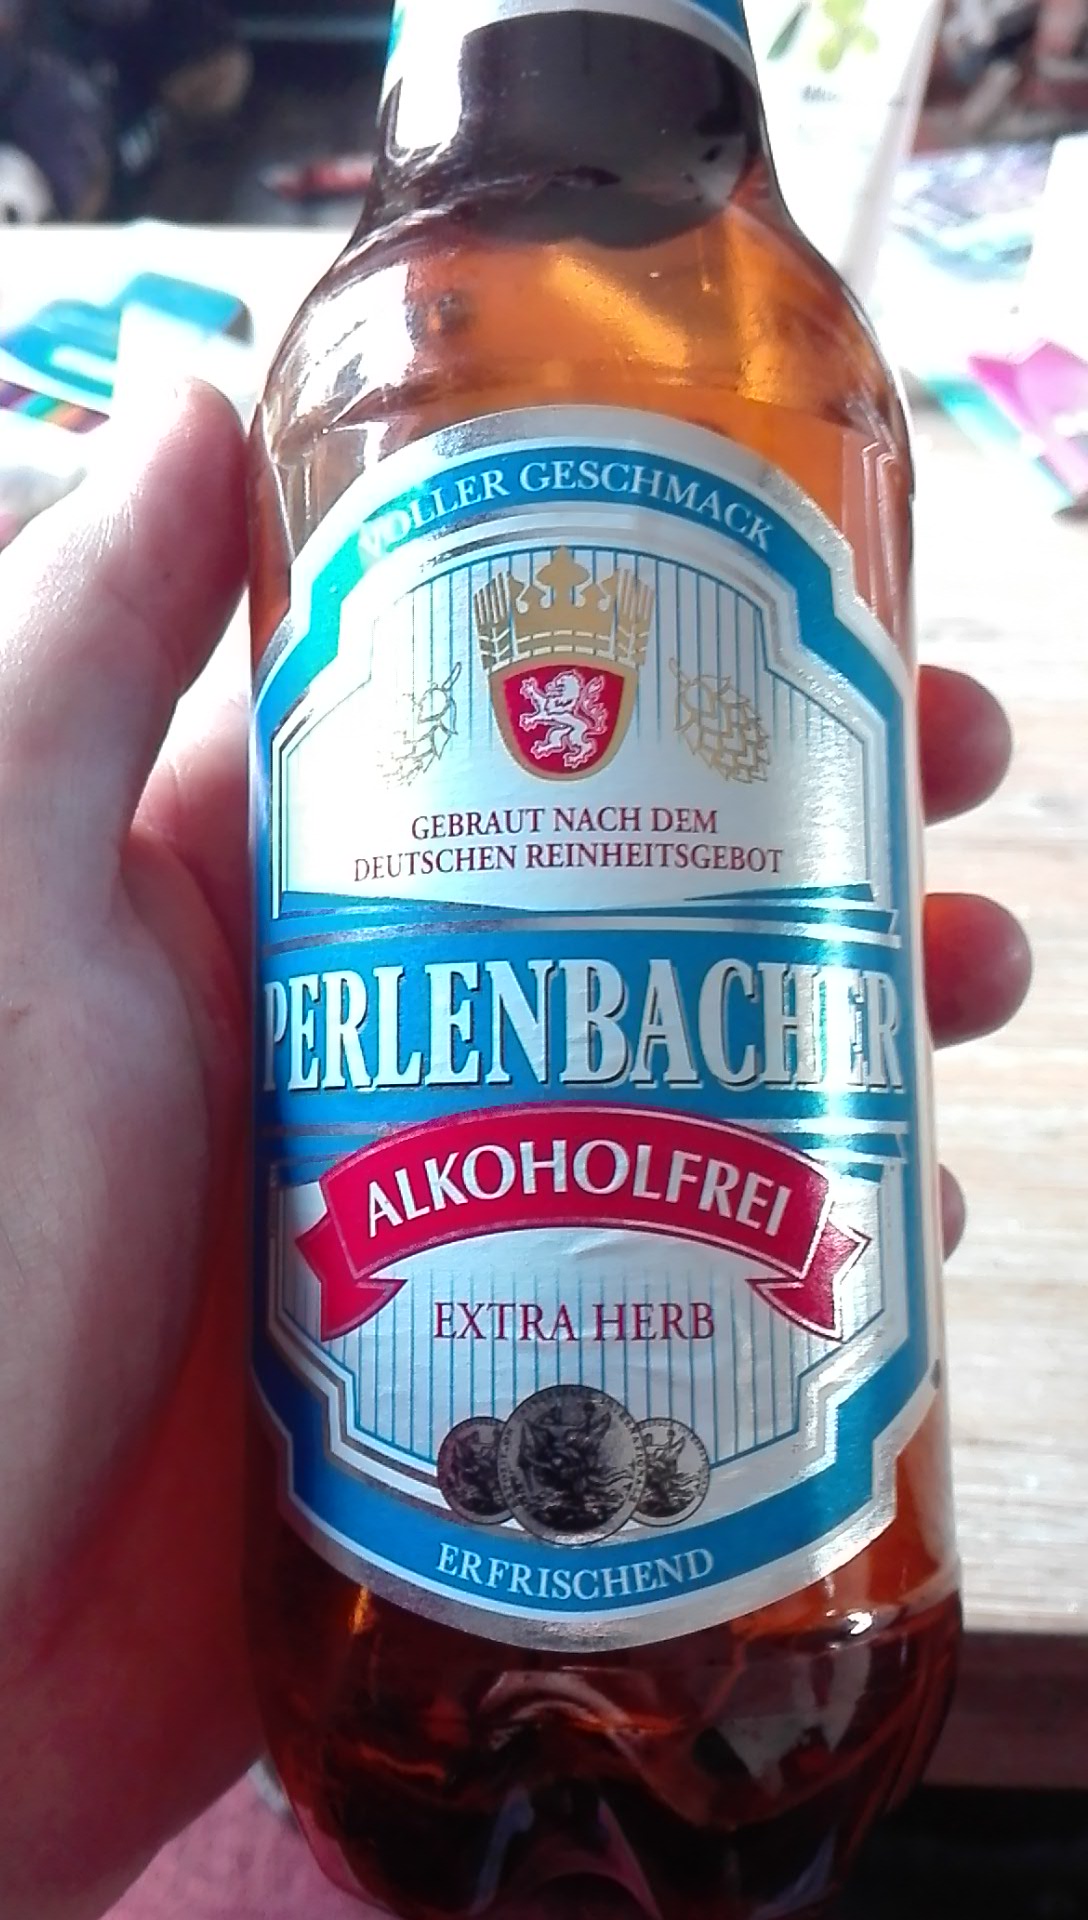 VOLLER GESCHMACK
GEBRAUT NACH DEM
DEUTSCHEN REINHEITSGEBOT
PERLENBACHER
ALKOHOLFREI
EXTRA HERB
ERFRISCHEND